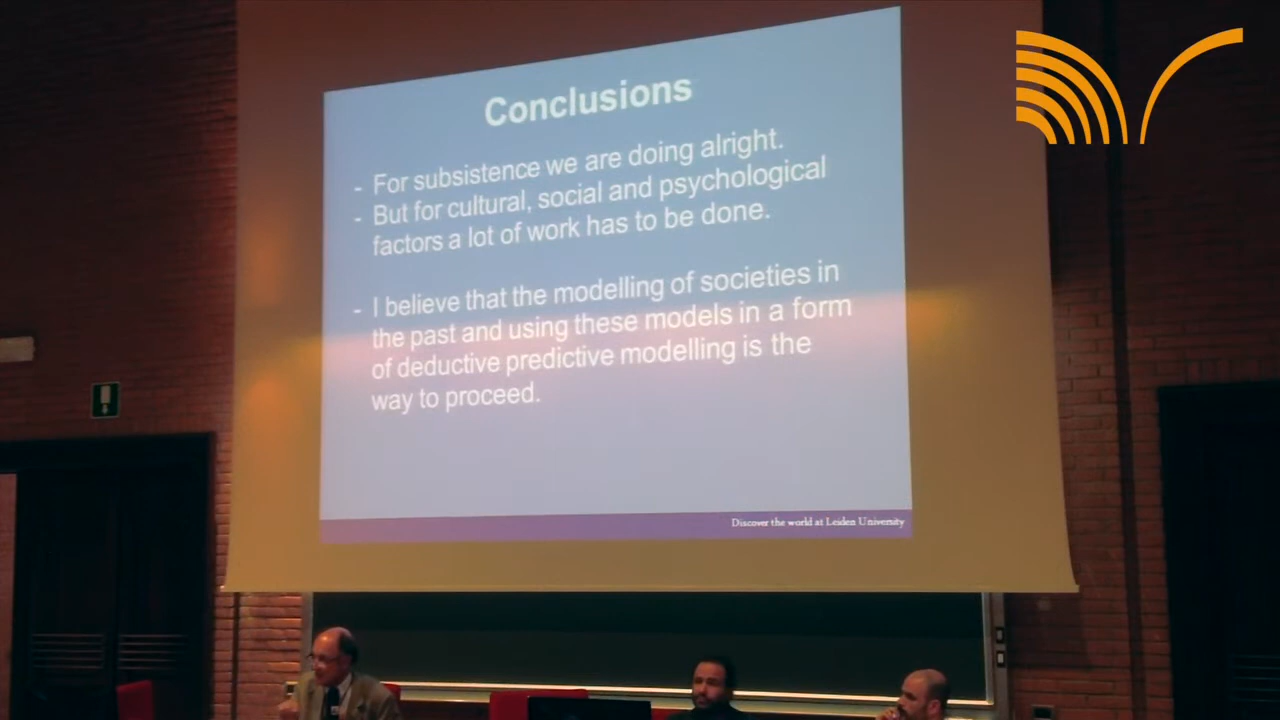 Conclusions
- For subsistence we are doing alright.
- But for cultural, social and psychological
factors a lot of work has to be done.
- I believe that the modelling of societies in
the past and using these models in a form
of deductive predictive modelling is the
way to proceed.
Discover the world at Leiden University